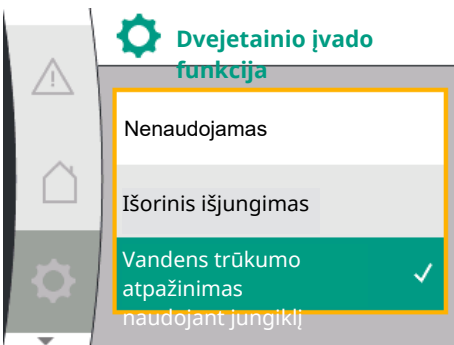 Dvejetainio įvado
funkcija
Nenaudojamas
Išorinis išjungimas
Vandens trūkumo
atpažinimas
naudojant jungiklį